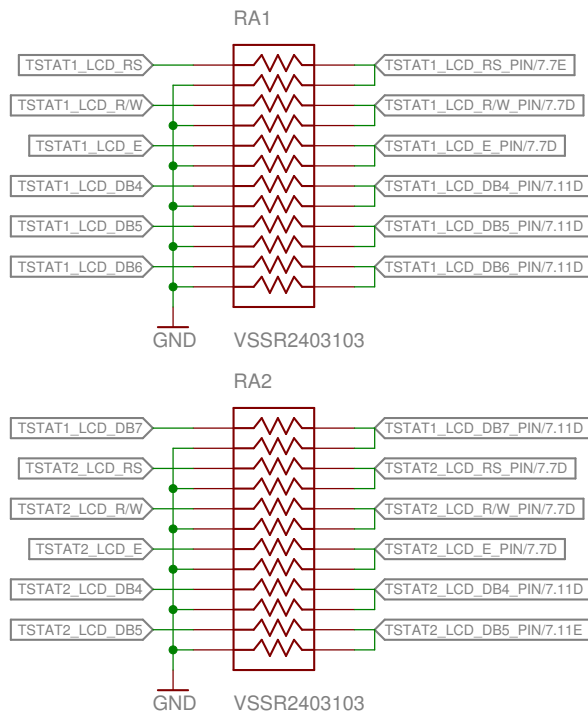 RA1
TSTAT1_LCD_RS TSTAT1_LCD_RS_PIN/7.7E
TSTAT1_LCD_R/W TSTAT1_LCD_R/W_PIN/7.7D
TSTAT1_LCD_E TSTAT1_LCD_E_PIN/7.7D
TSTAT1_LCD_DB4 TSTAT1_LCD_DB4_PIN/7.11D
TSTAT1_LCD_DB5 TSTAT1_LCD_DB5_PIN/7.11D
TSTAT1_LCD_DB6 TSTAT1_LCD_DB6_PIN/7.11D
GND VSSR2403103
RA2
TSTAT1_LCD_DB7 TSTAT1_LCD_DB7_PIN/7.11D
TSTAT2_LCD_RS TSTAT2_LCD_RS_PIN/7.7D
TSTAT2_LCD_R/W TSTAT2_LCD_R/W_PIN/7.7D
TSTAT2_LCD_E TSTAT2_LCD_E_PIN/7.7D
TSTAT2_LCD_DB4 TSTAT2_LCD_DB4_PIN/7.11D
TSTAT2_LCD_DB5 TSTAT2_LCD_DB5_PIN/7.11E
GND VSSR2403103